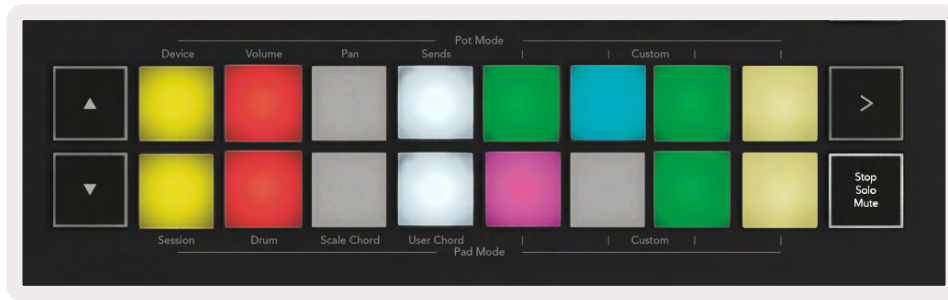 Pot Mode
Device Volume Pan Sends Custom
▲ >
▼ Stop
Solo
Mute
Session Drum Scale Chord User Chord Custom
Pad Mode